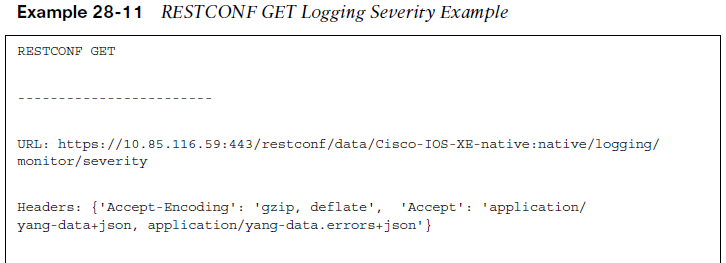 Example 28-11 RESTCONF GET Logging Severity Example
RESTCONF GET
------------------------
URL: https://10.85.116.59:443/restconf/data/Cisco-IOS-XE-native:native/logging/
monitor/severity
Headers: {'Accept-Encoding': 'gzip, deflate', 'Accept': 'application/
yang-data+json, application/yang-data.errors+json'}